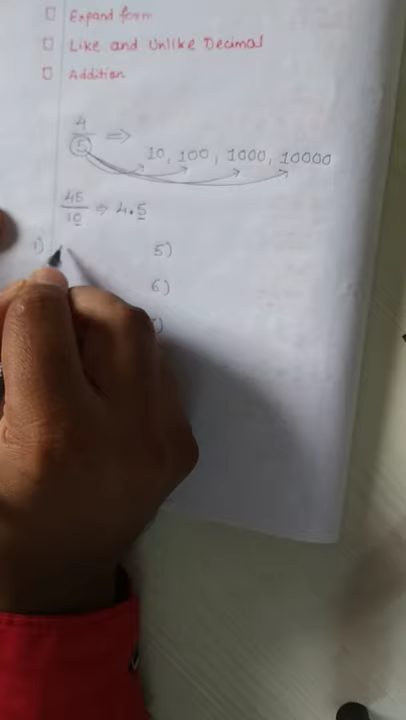 Expand form
Like and Unlike Decimal
Addition
4/5 ⇒ 10, 100, 1000, 10000
45/10 ⇒ 4.5
1) 5)
6)